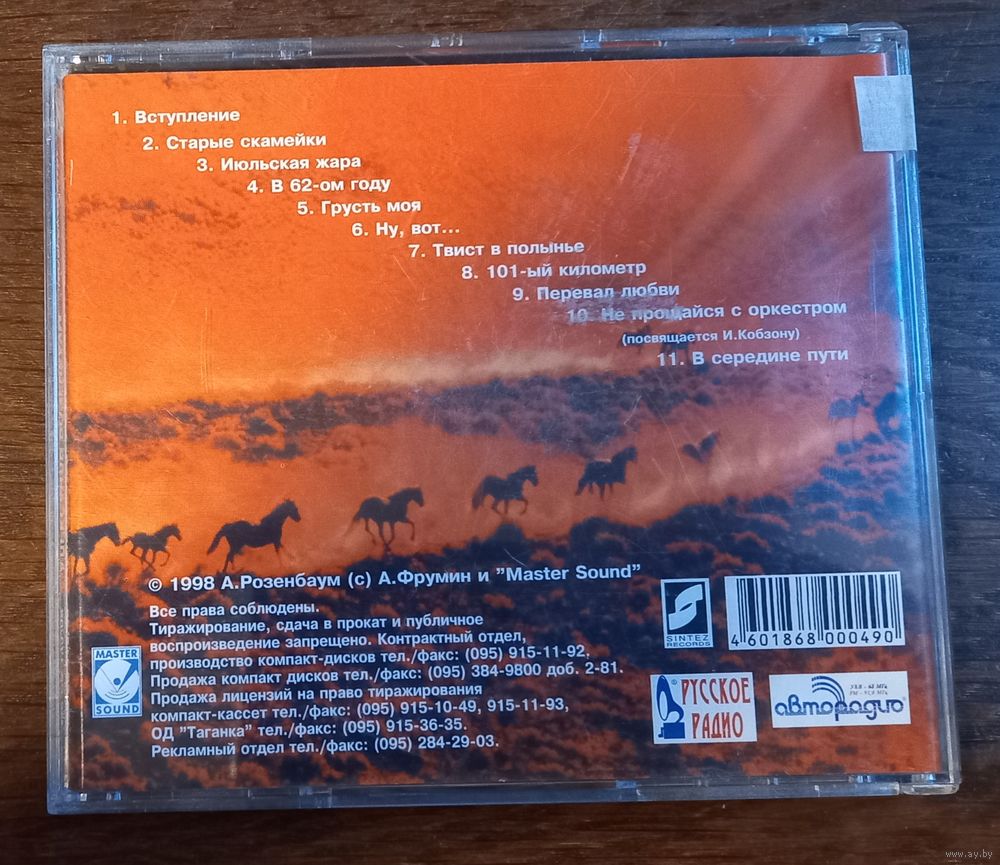 1. Вступление
2. Старые скамейки
3. Июльская жара
4. В 62-ом году
5. Грусть моя
6. Ну, вот...
7. Твист в полынье
8. 101-ый километр
9. Перевал любви
10. Не прощайся с оркестром
(посвящается И.Кобзону)
11. В середине пути
© 1998 А.Розенбаум (с) А.Фрумин и "Master Sound"
Все права соблюдены.
Тиражирование, сдача в прокат и публичное
воспроизведение запрещено. Контрактный отдел,
производство компакт-дисков тел./факс: (095) 915-11-92.
Продажа компакт дисков тел./факс: (095) 384-9800 доб. 2-81.
Продажа лицензий на право тиражирования
компакт-кассет тел./факс: (095) 915-10-49, 915-11-93,
ОД "Таганка" тел./факс: (095) 915-36-35.
Рекламный отдел тел./факс: (095) 284-29-03.
MASTER
SOUND
SINTEZ
RECORDS
4 601868 000490
РУССКОЕ
РАДИО
авторадио
www.ay.by